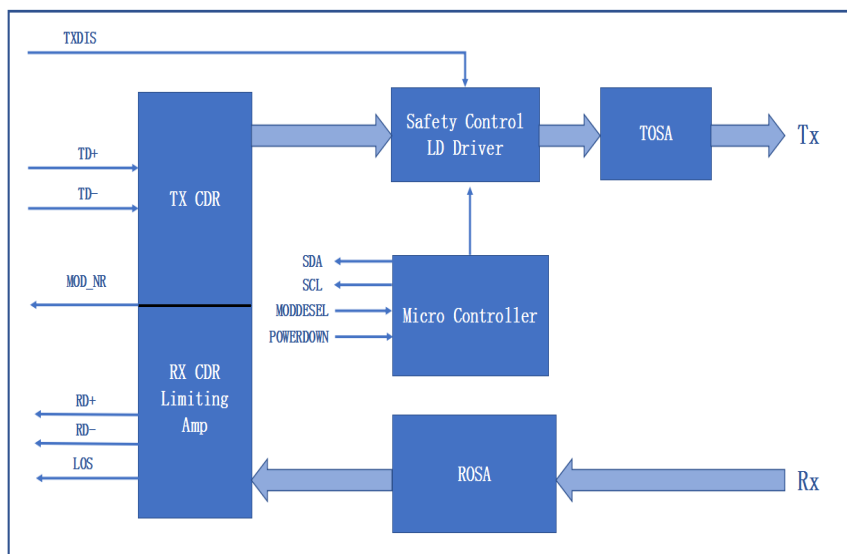 TXDIS
Safety Control
LD Driver
TOSA
Tx
TD+
TD-
TX CDR
MOD_NR
SDA
SCL
MODDESEL
POWERDOWN
Micro Controller
RX CDR
Limiting
Amp
RD+
RD-
LOS
ROSA
Rx